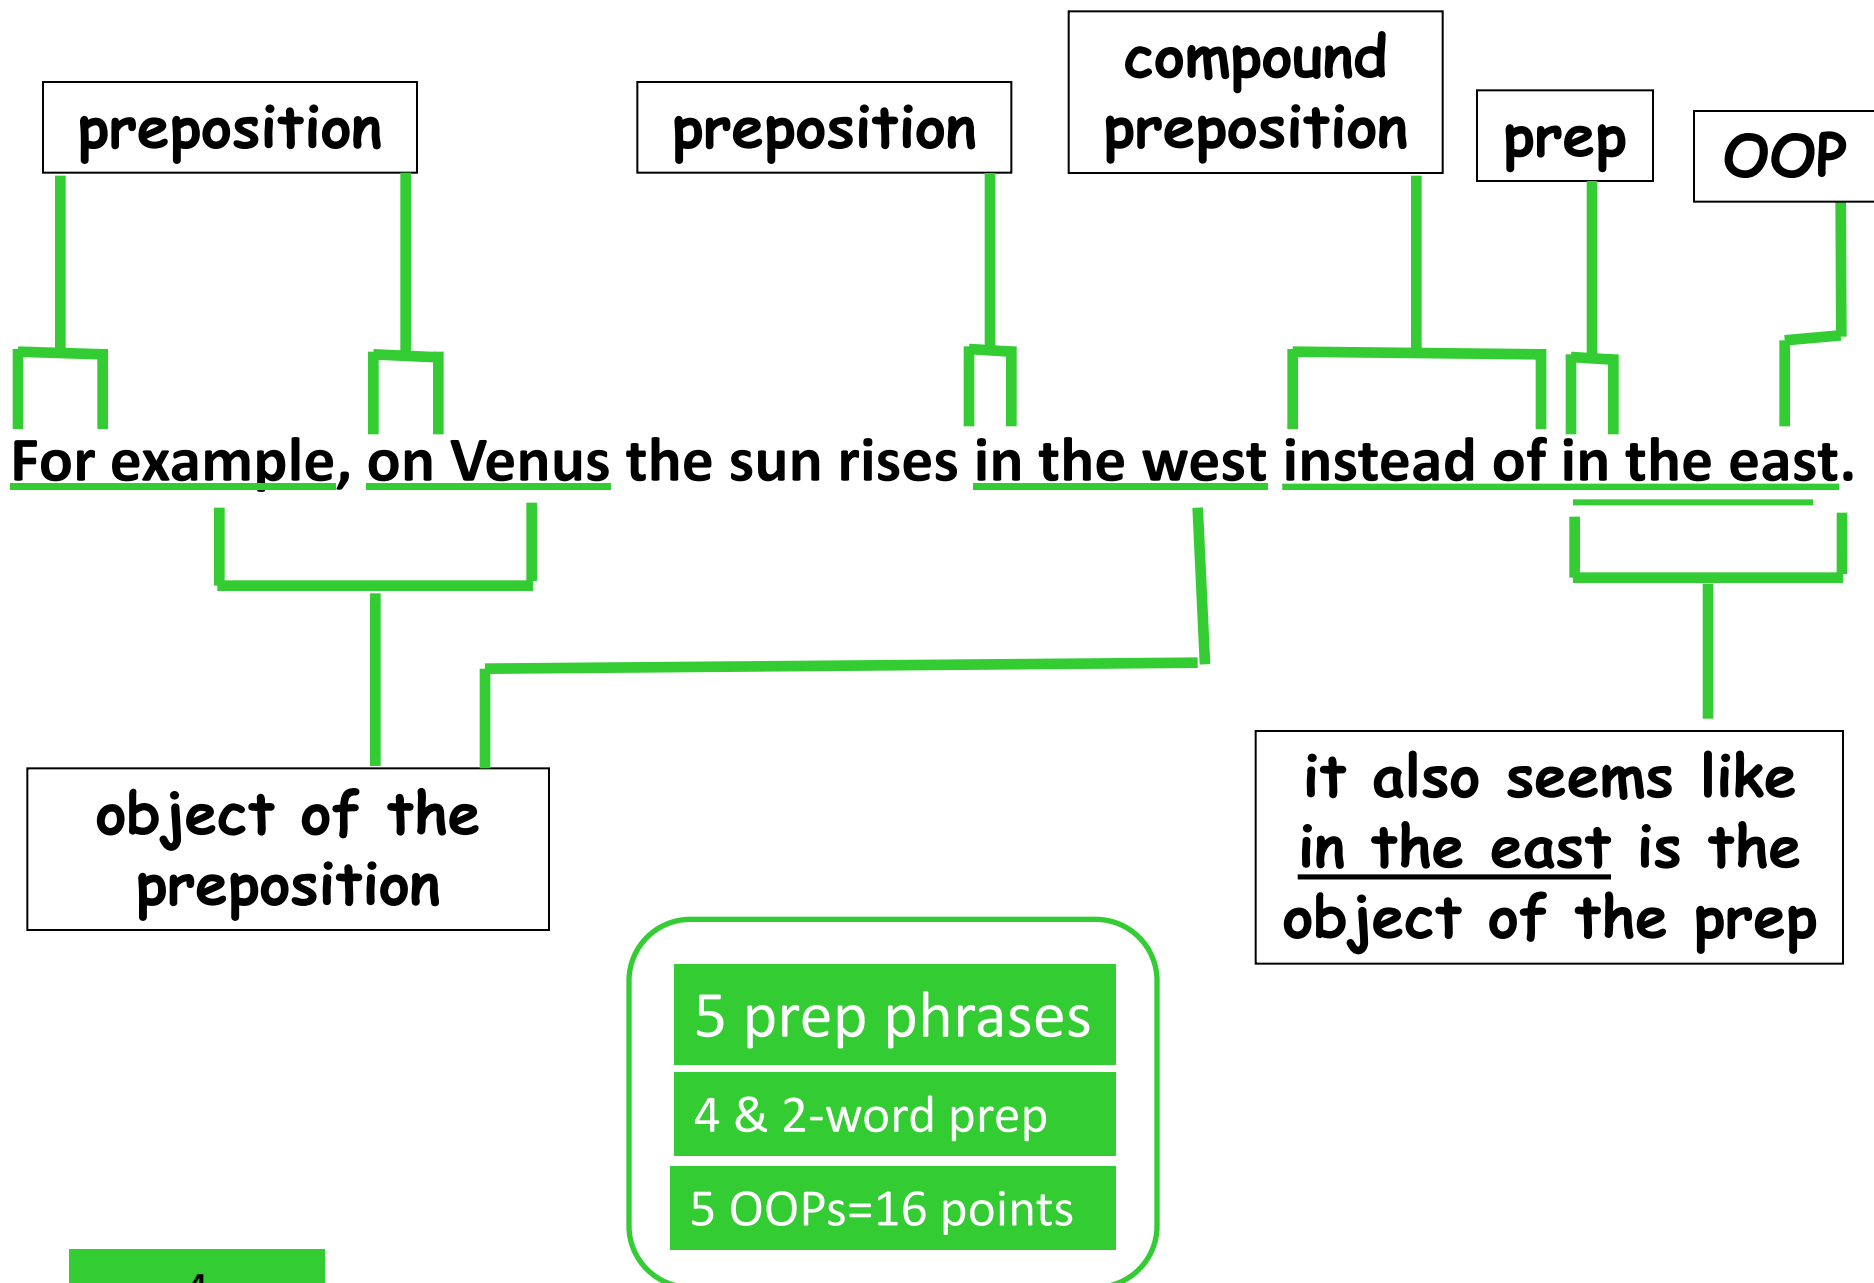 compound
preposition
preposition
preposition
prep
OOP
For example, on Venus the sun rises in the west instead of in the east.
object of the
preposition
it also seems like
in the east is the
object of the prep
5 prep phrases
4 & 2-word prep
5 OOPs=16 points
4